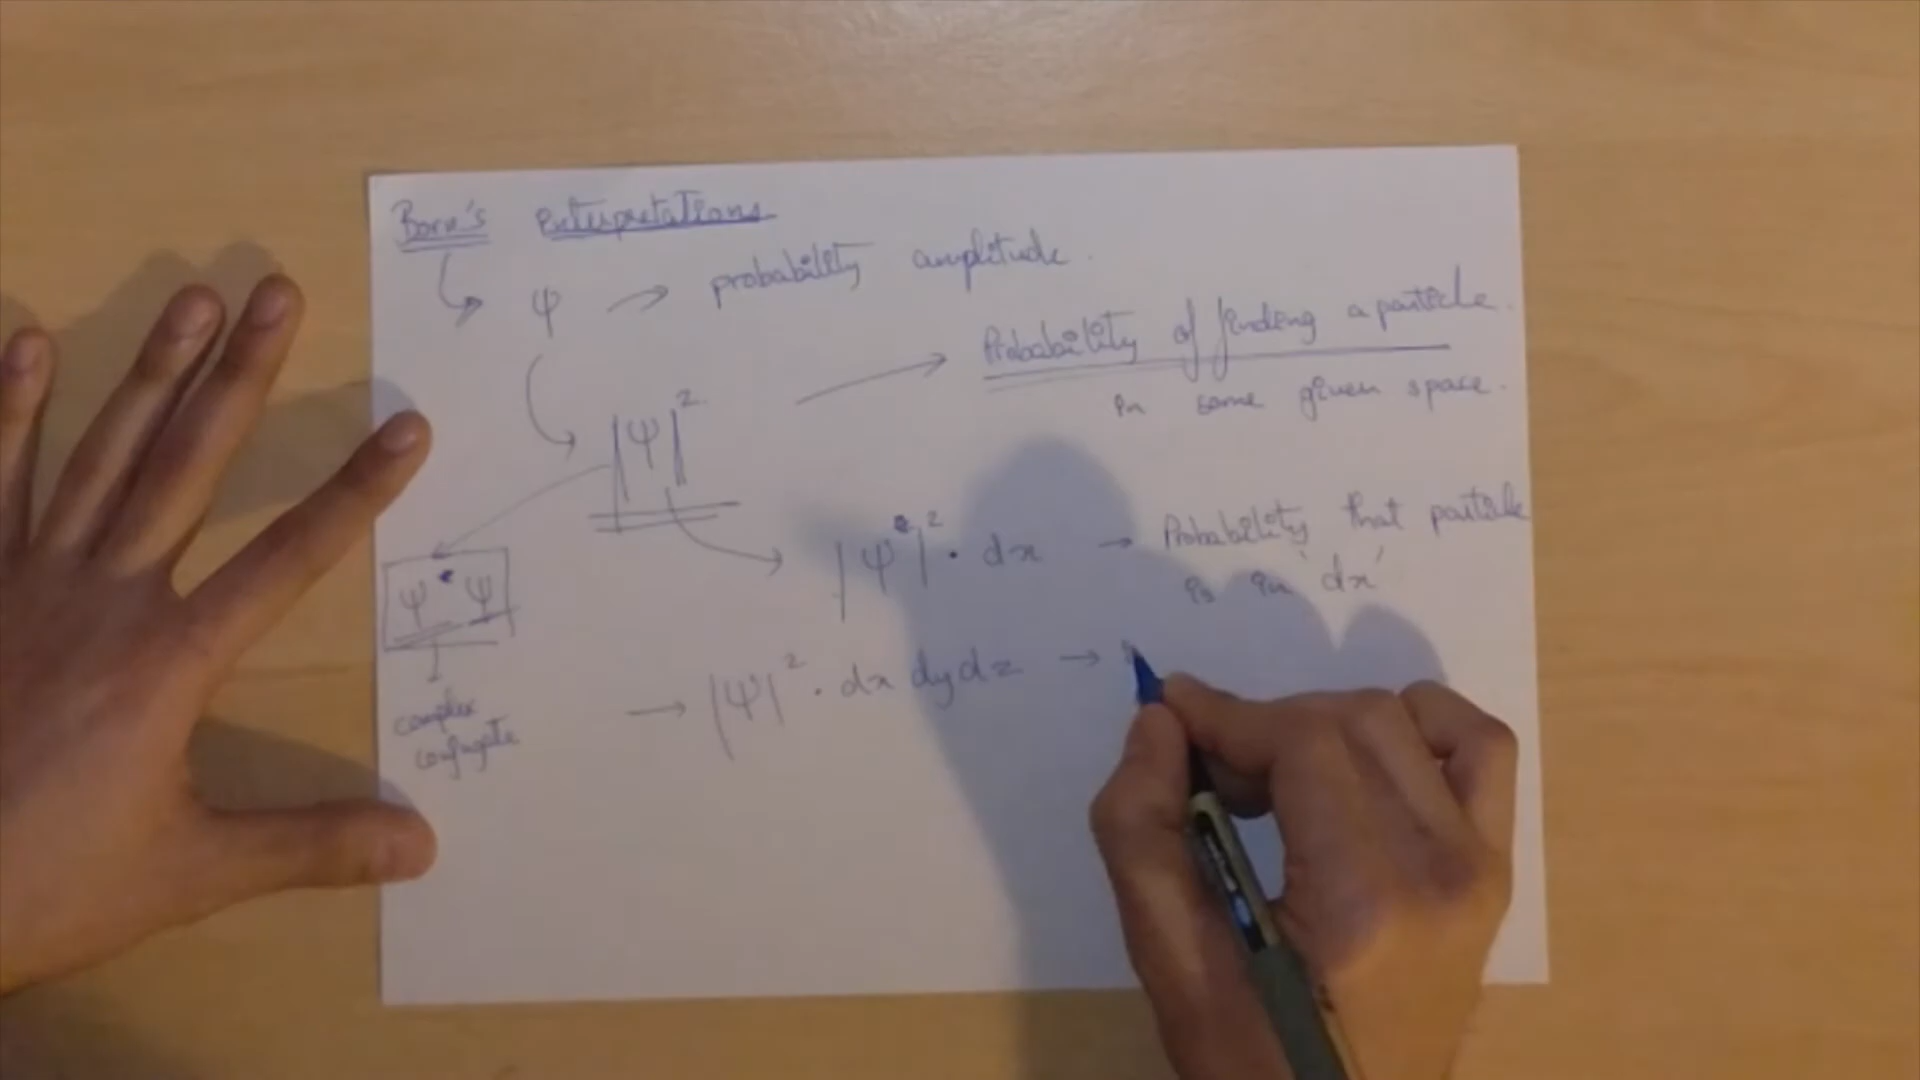 Born's interpretations
ψ → probability amplitude.
|ψ|² → Probability of finding a particle.
in some given space.
|ψ|² · dx → Probability that particle
is in 'dx'
ψ* ψ
complex
conjugate
→ |ψ|² · dx dy dz →